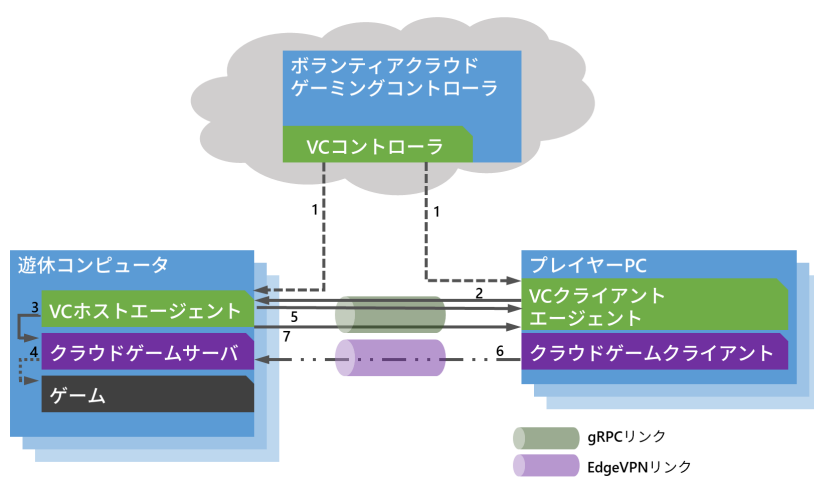 ボランティアクラウド
ゲーミングコントローラ
VCコントローラ
1
1
遊休コンピュータ
プレイヤーPC
VCホストエージェント
3
2
VCクライアント
エージェント
5
7
クラウドゲームサーバ
4
6
クラウドゲームクライアント
ゲーム
gRPCリンク
EdgeVPNリンク